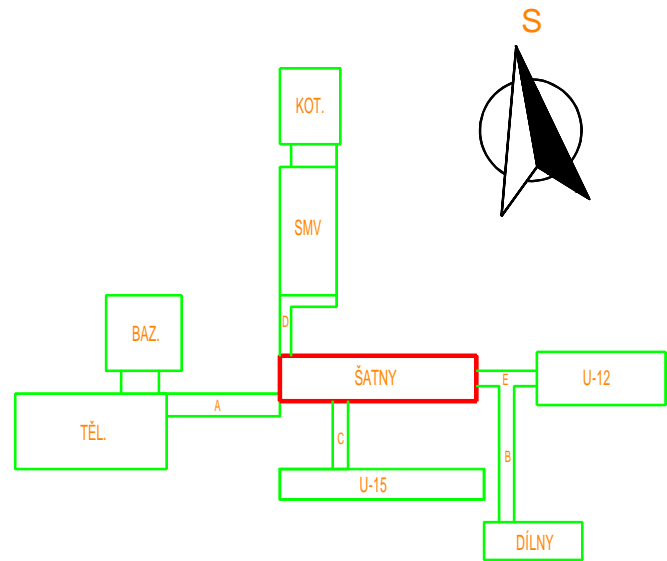 S
KOT.
SMV
BAZ.
D
ŠATNY
E
U-12
A
TĚL.
C
B
U-15
DÍLNY